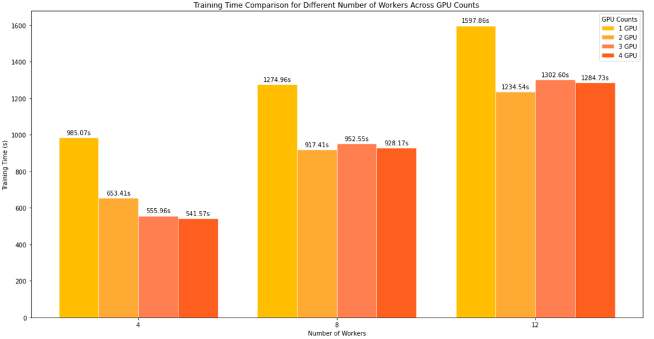 Training Time Comparison for Different Number of Workers Across GPU Counts
GPU Counts
1 GPU
2 GPU
3 GPU
4 GPU
Training Time (s)
1600
1400
1200
1000
800
600
400
200
0
985.07s
653.41s
555.96s
541.57s
1274.96s
917.41s
952.55s
928.17s
1597.86s
1234.54s
1302.60s
1284.73s
4
8
12
Number of Workers